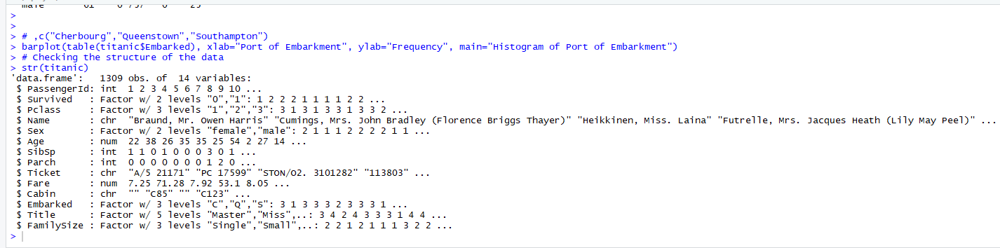 male 61 0 757 0 25
>
>
> # ,c("Cherbourg","Queenstown","Southampton")
> barplot(table(titanic$Embarked), xlab="Port of Embarkment", ylab="Frequency", main="Histogram of Port of Embarkment")
> # Checking the structure of the data
> str(titanic)
'data.frame': 1309 obs. of 14 variables:
$ PassengerId: int 1 2 3 4 5 6 7 8 9 10 ...
$ Survived : Factor w/ 2 levels "0","1": 1 2 2 2 1 1 1 1 2 2 ...
$ Pclass : Factor w/ 3 levels "1","2","3": 3 1 3 1 3 3 1 3 3 2 ...
$ Name : chr "Braund, Mr. Owen Harris" "Cumings, Mrs. John Bradley (Florence Briggs Thayer)" "Heikkinen, Miss. Laina" "Futrelle, Mrs. Jacques Heath (Lily May Peel)" ...
$ Sex : Factor w/ 2 levels "female","male": 2 1 1 1 2 2 2 2 1 1 ...
$ Age : num 22 38 26 35 35 25 54 2 27 14 ...
$ SibSp : int 1 1 0 1 0 0 0 3 0 1 ...
$ Parch : int 0 0 0 0 0 0 0 1 2 0 ...
$ Ticket : chr "A/5 21171" "PC 17599" "STON/O2. 3101282" "113803" ...
$ Fare : num 7.25 71.28 7.92 53.1 8.05 ...
$ Cabin : chr "" "C85" "" "C123" ...
$ Embarked : Factor w/ 3 levels "C","Q","S": 3 1 3 3 3 2 3 3 3 1 ...
$ Title : Factor w/ 5 levels "Master","Miss",..: 3 4 2 4 3 3 3 1 4 4 ...
$ FamilySize : Factor w/ 3 levels "Single","Small",..: 2 2 1 2 1 1 1 3 2 2 ...
>